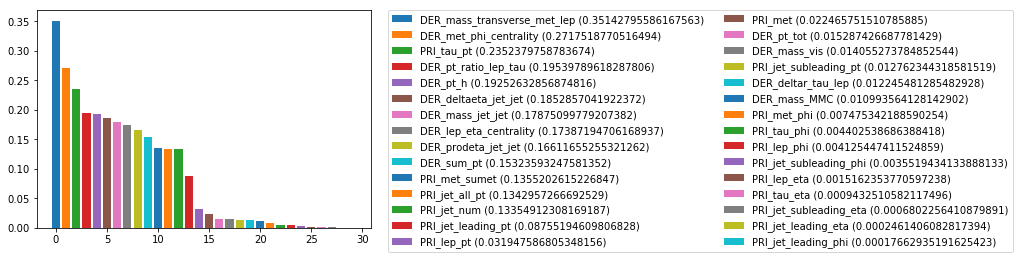 0.35
0.30
0.25
0.20
0.15
0.10
0.05
0.00
0
5
10
15
20
25
30
DER_mass_transverse_met_lep (0.35142795586167563)
DER_met_phi_centrality (0.2717518770516494)
PRI_tau_pt (0.2352379758783674)
DER_pt_ratio_lep_tau (0.19539789618287806)
DER_pt_h (0.19252632856874816)
DER_deltaeta_jet_jet (0.1852857041922372)
DER_mass_jet_jet (0.17875099779207382)
DER_lep_eta_centrality (0.17387194706168937)
DER_prodeta_jet_jet (0.16611655255321262)
DER_sum_pt (0.15323593247581352)
PRI_met_sumet (0.1355202615226847)
PRI_jet_all_pt (0.1342957266692529)
PRI_jet_num (0.13354912308169187)
PRI_jet_leading_pt (0.08755194609806828)
PRI_lep_pt (0.031947586805348156)
PRI_met (0.022465751510785885)
DER_pt_tot (0.015287426687781429)
DER_mass_vis (0.014055273784852544)
PRI_jet_subleading_pt (0.012762344318581519)
DER_deltar_tau_lep (0.012245481285482928)
DER_mass_MMC (0.010993564128142902)
PRI_met_phi (0.007475342188590254)
PRI_tau_phi (0.004402538686388418)
PRI_lep_phi (0.004125447411524859)
PRI_jet_subleading_phi (0.0035519434133888133)
PRI_lep_eta (0.0015162353770597238)
PRI_tau_eta (0.0009432510582117496)
PRI_jet_subleading_eta (0.0006802256410879891)
PRI_jet_leading_eta (0.0002461406082817394)
PRI_jet_leading_phi (0.00017662935191625423)